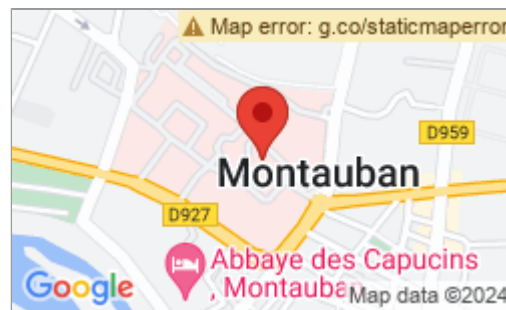 Map error: g.co/staticmaperror
D959
Montauban
D927
Abbaye des Capucins
, Montauban
Google
Map data ©2024